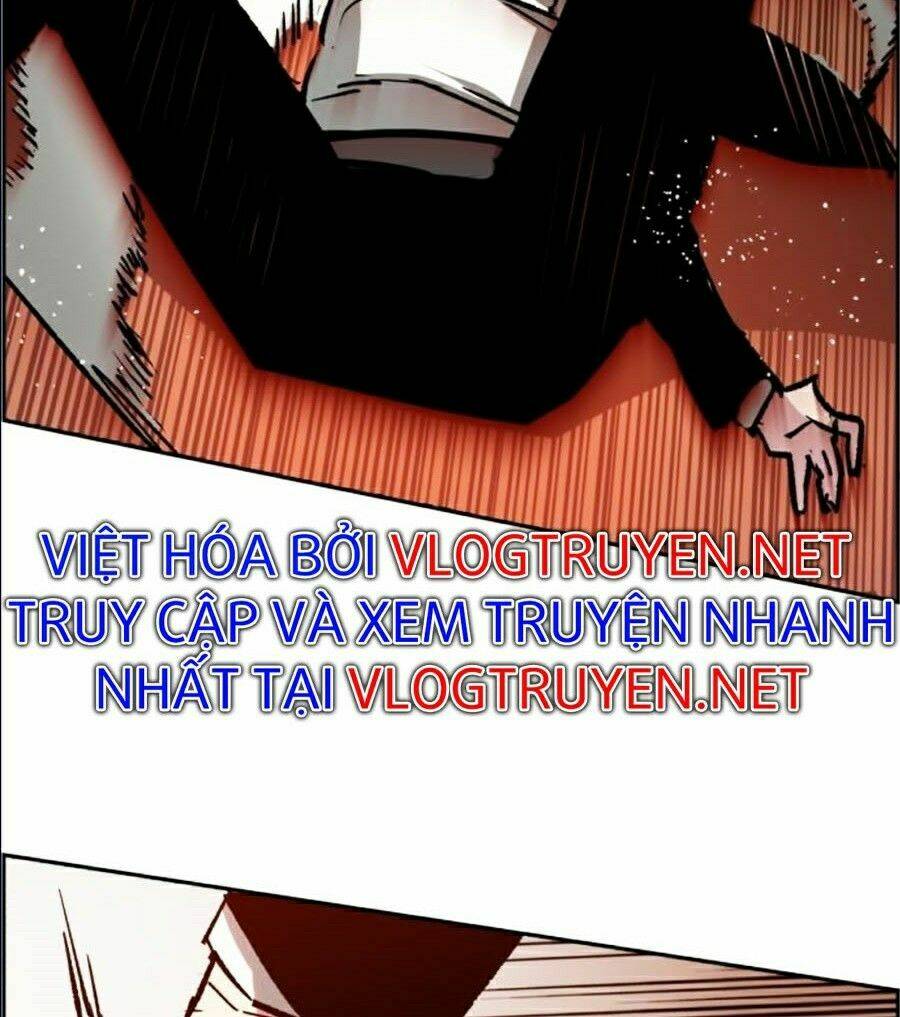 VIỆT HÓA BỞI VLOGTRUYEN.NET
TRUY CẬP VÀ XEM TRUYỆN NHANH
NHẤT TẠI VLOGTRUYEN.NET